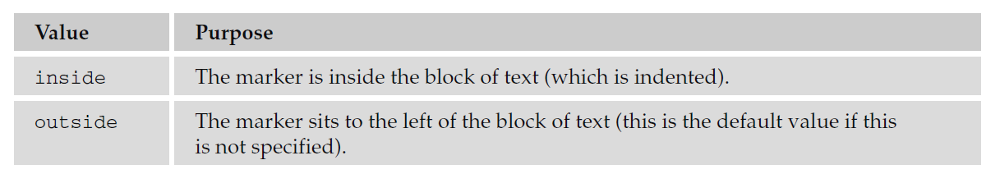 Value Purpose
inside The marker is inside the block of text (which is indented).
outside The marker sits to the left of the block of text (this is the default value if this
is not specified).